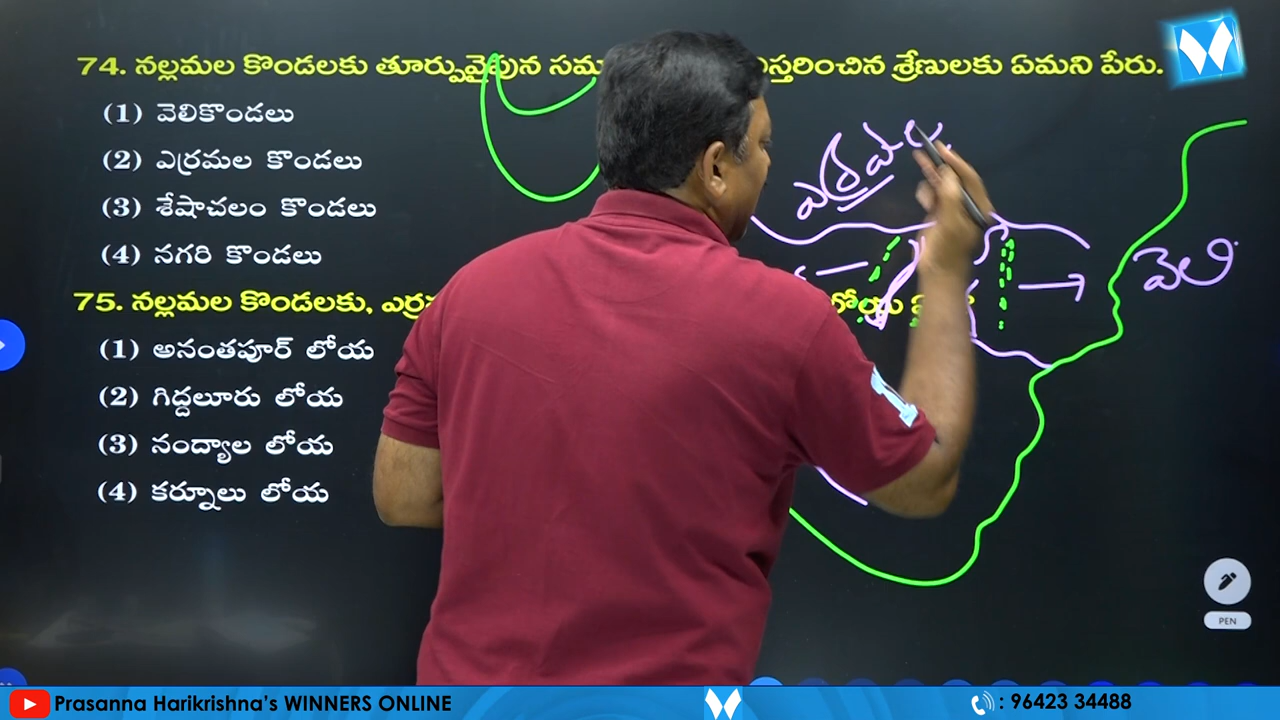 74. నల్లమల కొండలకు తూర్పువైపున సమ స్తరించిన శ్రేణులకు ఏమని పేరు.
(1) వెలికొండలు
(2) ఎర్రమల కొండలు
(3) శేషాచలం కొండలు
(4) నగరి కొండలు
ఎర్రమల
వెలి
75. నల్లమల కొండలకు,
(1) అనంతపూర్ లోయ
(2) గిద్దలూరు లోయ
(3) నంద్యాల లోయ
(4) కర్నూలు లోయ
PEN
Prasanna Harikrishna's WINNERS ONLINE
: 96423 34488